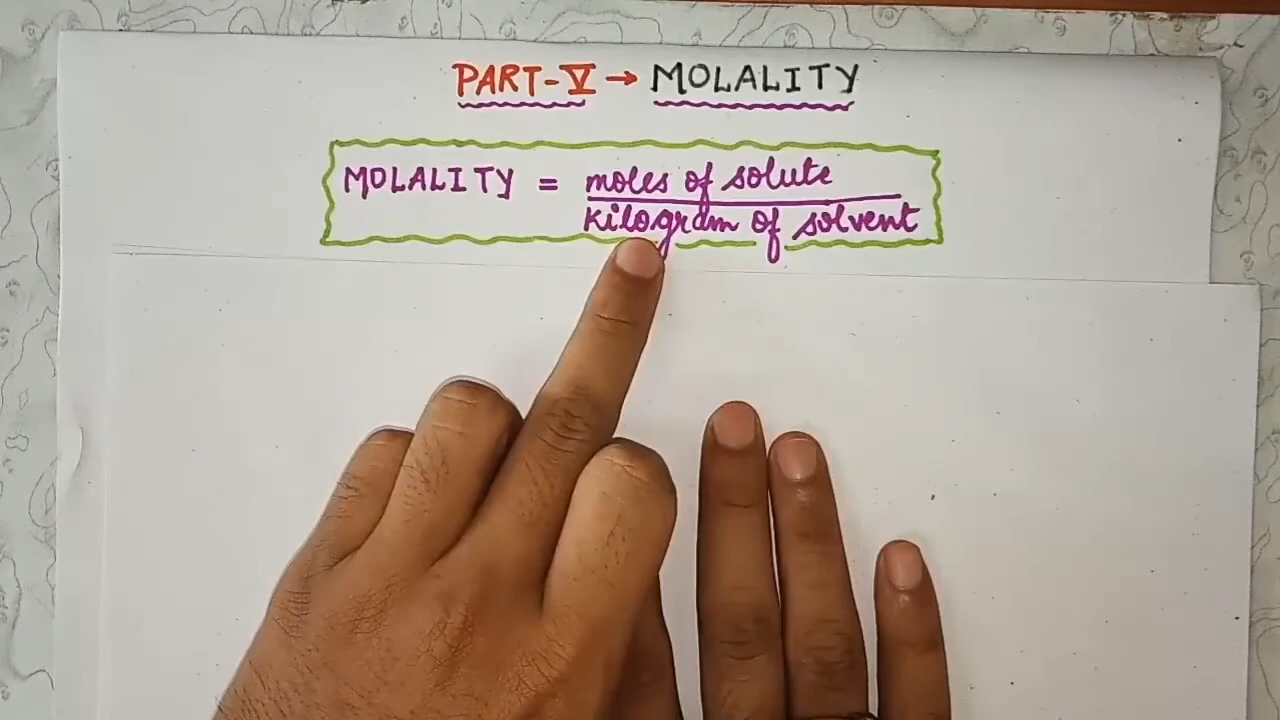 PART-V → MOLALITY
MOLALITY = moles of solute
kilogram of solvent